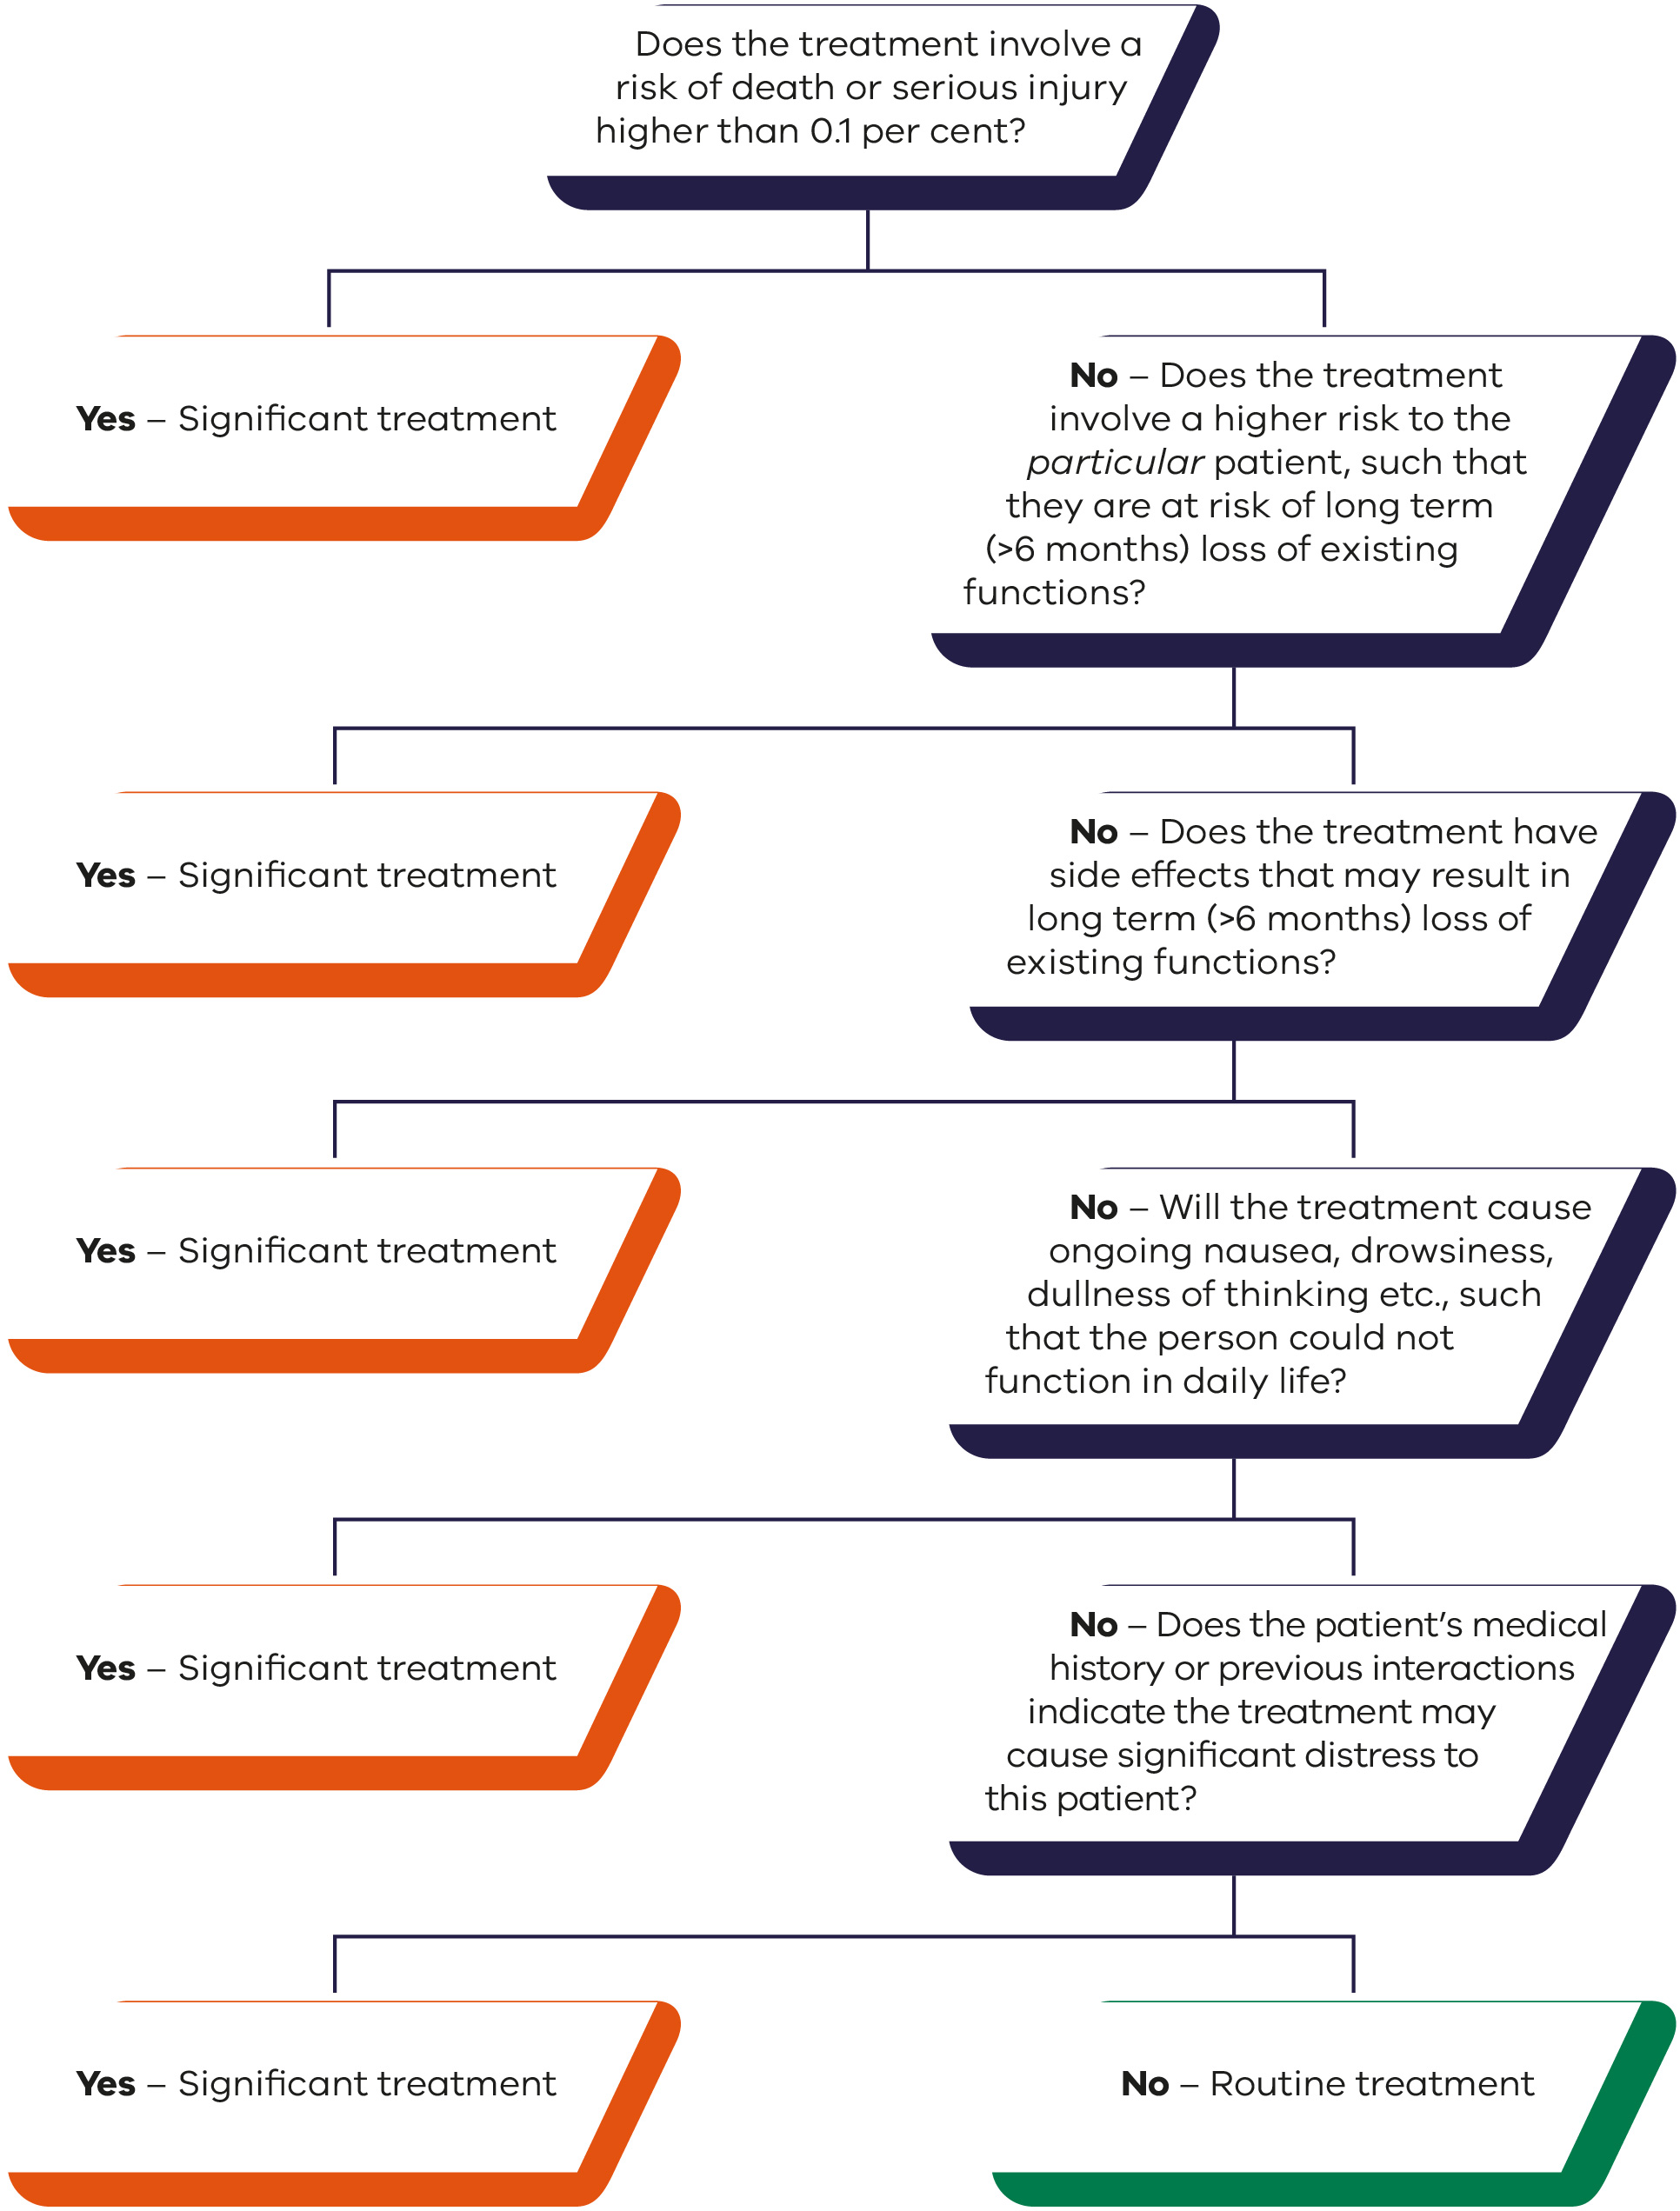 Does the treatment involve a
risk of death or serious injury
higher than 0.1 per cent?
Yes – Significant treatment
No – Does the treatment
involve a higher risk to the
particular patient, such that
they are at risk of long term
(>6 months) loss of existing
functions?
Yes – Significant treatment
No – Does the treatment have
side effects that may result in
long term (>6 months) loss of
existing functions?
Yes – Significant treatment
No – Will the treatment cause
ongoing nausea, drowsiness,
dullness of thinking etc., such
that the person could not
function in daily life?
Yes – Significant treatment
No – Does the patient’s medical
history or previous interactions
indicate the treatment may
cause significant distress to
this patient?
Yes – Significant treatment
No – Routine treatment